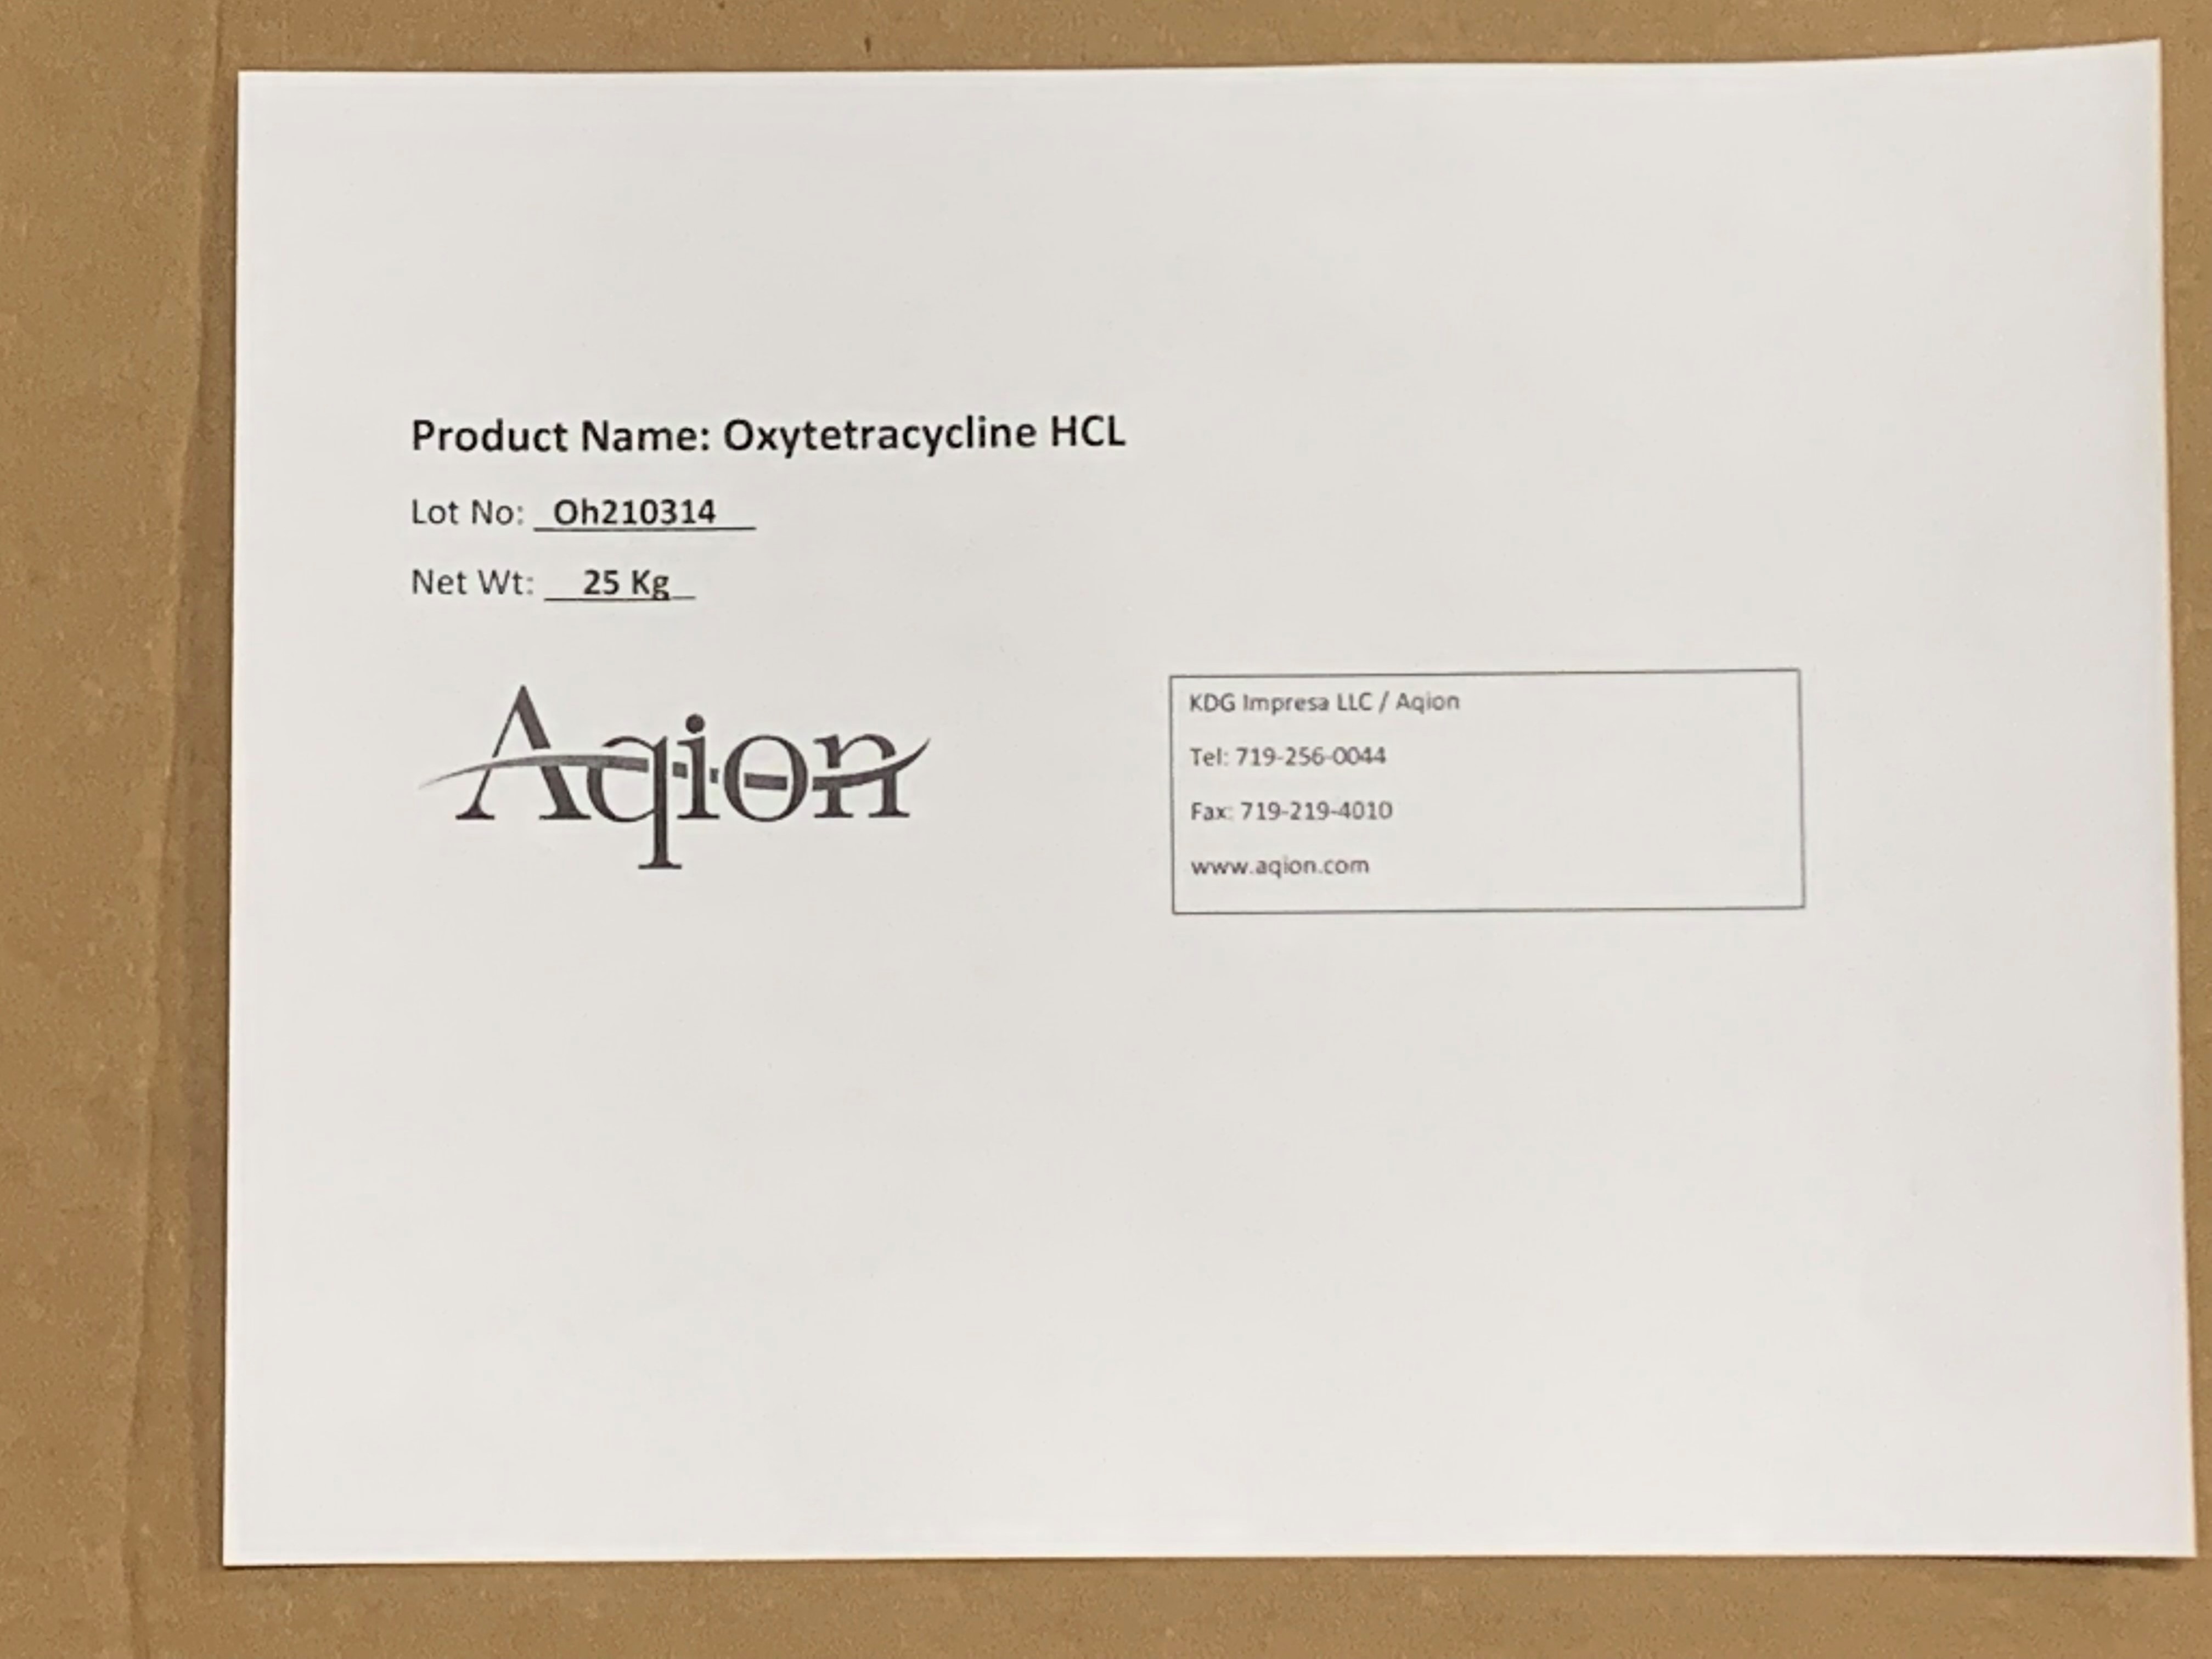 Product Name: Oxytetracycline HCL
Lot No: Oh210314
Net Wt: 25 Kg
Aqion
KDG Impresa LLC / Aqion
Tel: 719-256-0044
Fax: 719-219-4010
www.aqion.com